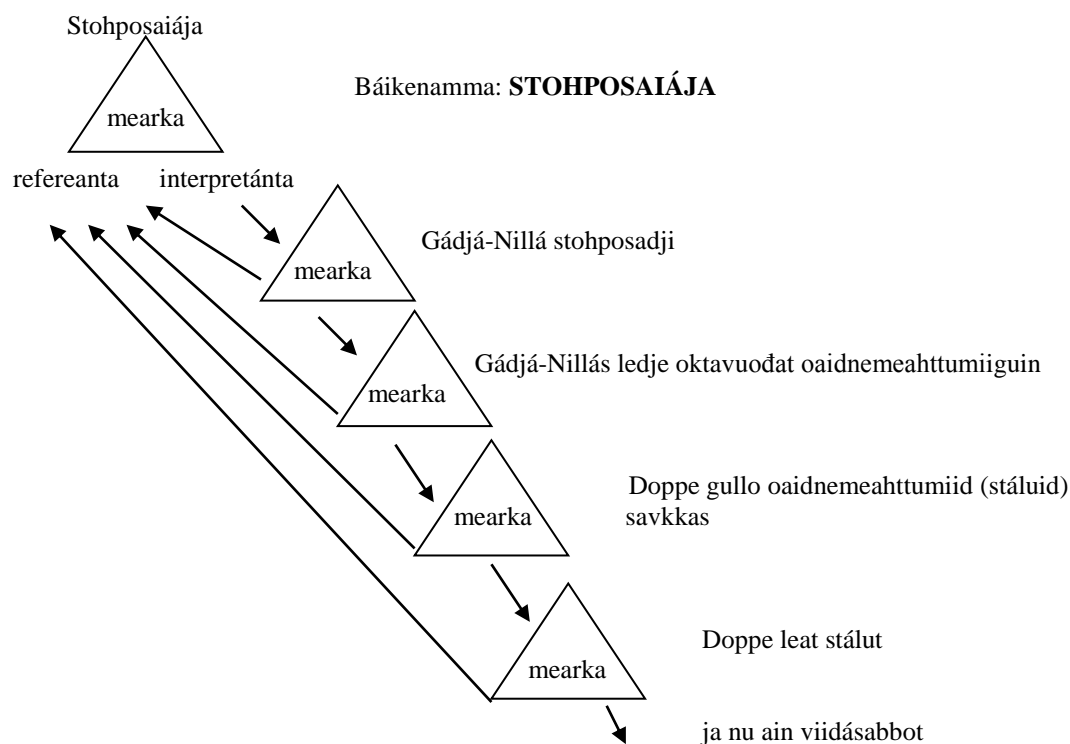 Stohposaiája
Báikenamma: STOHPOSAIÁJA
mearka
refereanta interpretánta
Gádjá-Nillá stohposadji
mearka
Gádjá-Nillás ledje oktavuođat oaidnemeahttumiiguin
mearka
Doppe gullo oaidnemeahttumiid (stáluid)
savkkas
mearka
Doppe leat stálut
mearka
ja nu ain viidásabbot